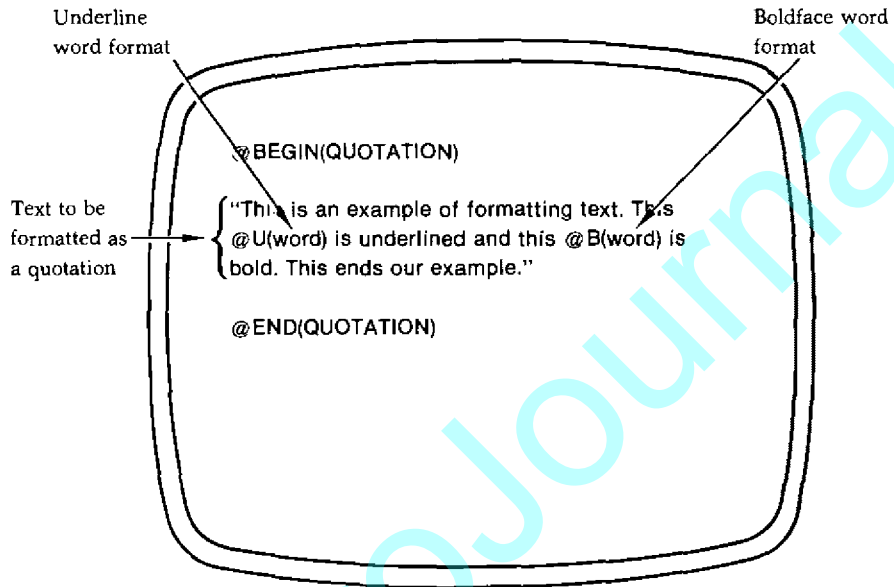 Underline
word format
Boldface word
format
@BEGIN(QUOTATION)
Text to be
formatted as
a quotation
"This is an example of formatting text. This
@U(word) is underlined and this @B(word) is
bold. This ends our example."
@END(QUOTATION)